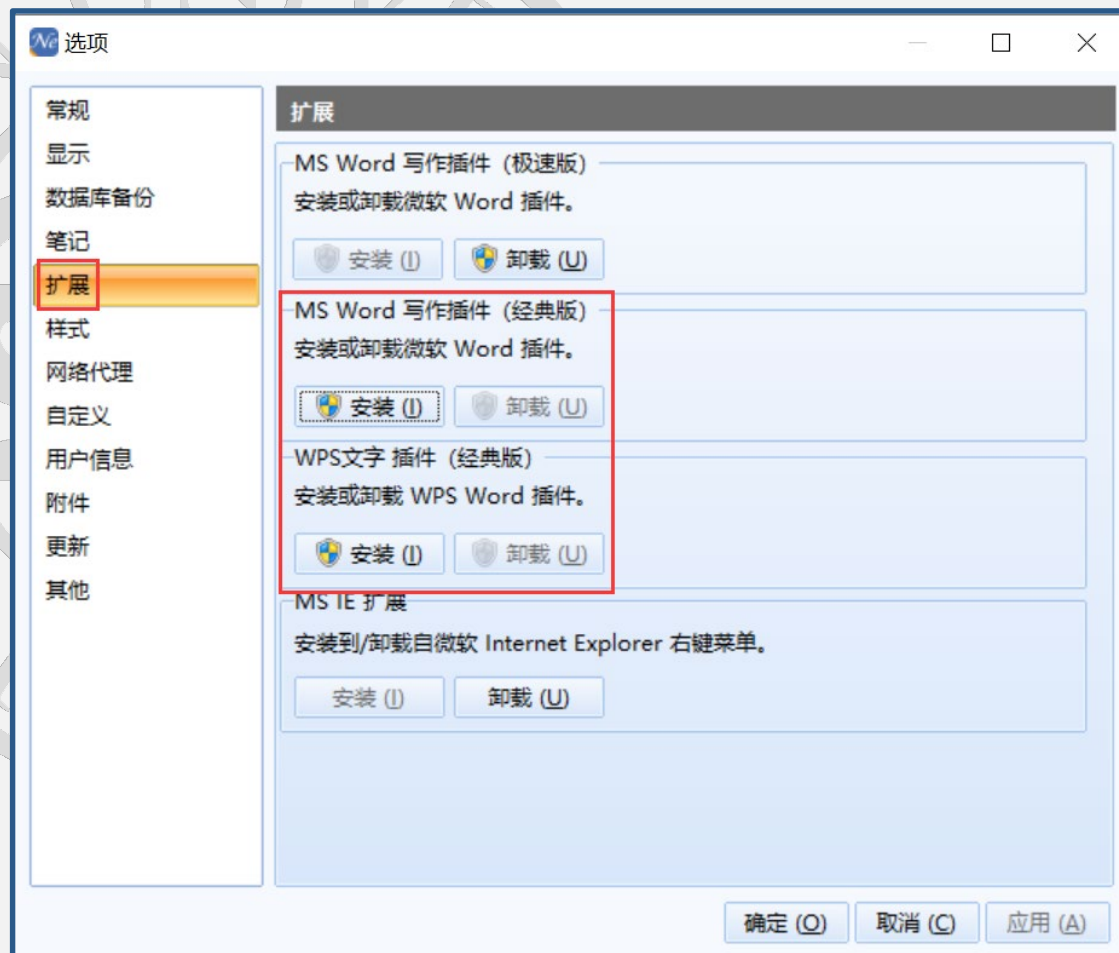 Ne 选项
常规
显示
数据库备份
笔记
扩展
样式
网络代理
自定义
用户信息
附件
更新
其他
扩展
MS Word 写作插件（极速版）
安装或卸载微软 Word 插件。
安装 (I) 卸载 (U)
MS Word 写作插件（经典版）
安装或卸载微软 Word 插件。
安装 (I) 卸载 (U)
WPS文字 插件（经典版）
安装或卸载 WPS Word 插件。
安装 (I) 卸载 (U)
MS IE 扩展
安装到/卸载自微软 Internet Explorer 右键菜单。
安装 (I) 卸载 (U)
确定 (O) 取消 (C) 应用 (A)